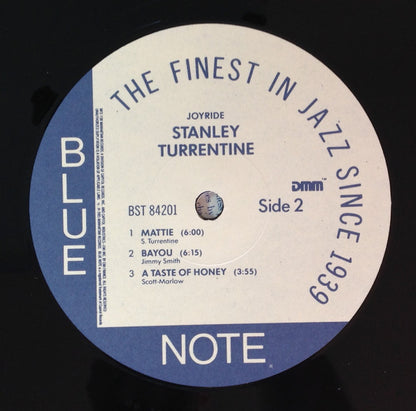 THE FINEST IN JAZZ SINCE 1939
JOYRIDE
STANLEY
TURRENTINE
DMM™
BST 84201
Side 2
1 MATTIE (6:00)
S. Turrentine
2 BAYOU (6:15)
Jimmy Smith
3 A TASTE OF HONEY (3:55)
Scott-Marlow
BLUE
NOTE